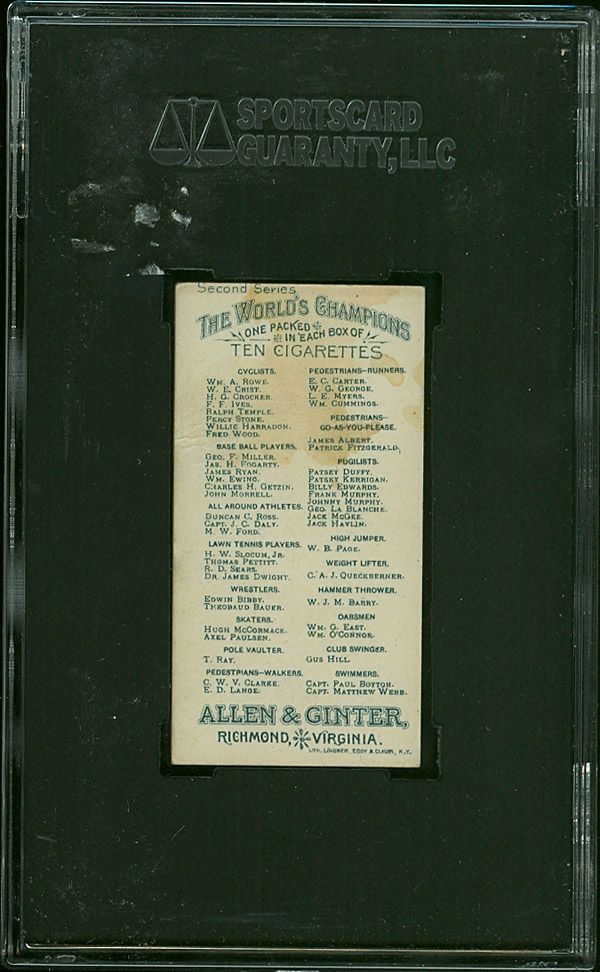 SPORTSCARD
GUARANTY, LLC
Second Series
THE WORLD'S CHAMPIONS
ONE PACKED
IN EACH BOX OF
TEN CIGARETTES
CYCLISTS.
WM. A. ROWE.
W. E. CRIST.
H. G. CROCKER.
F. F. IVES.
RALPH TEMPLE.
PERCY STONE.
WILLIE HARRADON.
FRED WOOD.
BASE BALL PLAYERS.
GEO. F. MILLER.
JAS. H. FOGARTY.
JAMES RYAN.
WM. EWING.
CHARLES H. GETZIN.
JOHN MORRELL.
ALL AROUND ATHLETES.
DUNCAN C. ROSS.
CAPT. J. C. DALY.
M. W. FORD.
LAWN TENNIS PLAYERS.
H. W. SLOCUM, JR.
THOMAS PETTITT.
R. D. SEARS.
DR. JAMES DWIGHT.
WRESTLERS.
EDWIN BIBBY.
THEOBAUD BAUER.
SKATERS.
HUGH MCCORMACK.
AXEL PAULSEN.
POLE VAULTER.
T. RAY.
PEDESTRIANS-WALKERS.
C. W. V. CLARKE.
E. D. LANGE.
PEDESTRIANS-RUNNERS.
E. C. CARTER.
W. G. GEORGE.
L. E. MYERS.
WM. CUMMINGS.
PEDESTRIANS-
GO-AS-YOU-PLEASE.
JAMES ALBERT.
PATRICK FITZGERALD.
PUGILISTS.
PATSEY DUFFY.
PATSEY KERRIGAN.
BILLY EDWARDS.
FRANK MURPHY.
JOHNNY MURPHY.
GEO. LA BLANCHE.
JACK MCGEE.
JACK HAVLIN.
HIGH JUMPER.
W. B. PAGE.
WEIGHT LIFTER.
C. A. J. QUECKBERNER.
HAMMER THROWER.
W. J. M. BARRY.
OARSMEN
WM. G. EAST.
WM. O'CONNOR.
CLUB SWINGER.
GUS HILL.
SWIMMERS.
CAPT. PAUL BOYTON.
CAPT. MATTHEW WEBB.
ALLEN & GINTER,
RICHMOND, VIRGINIA.
LITH. LINDNER, EDDY & CLAUSS, N.Y.